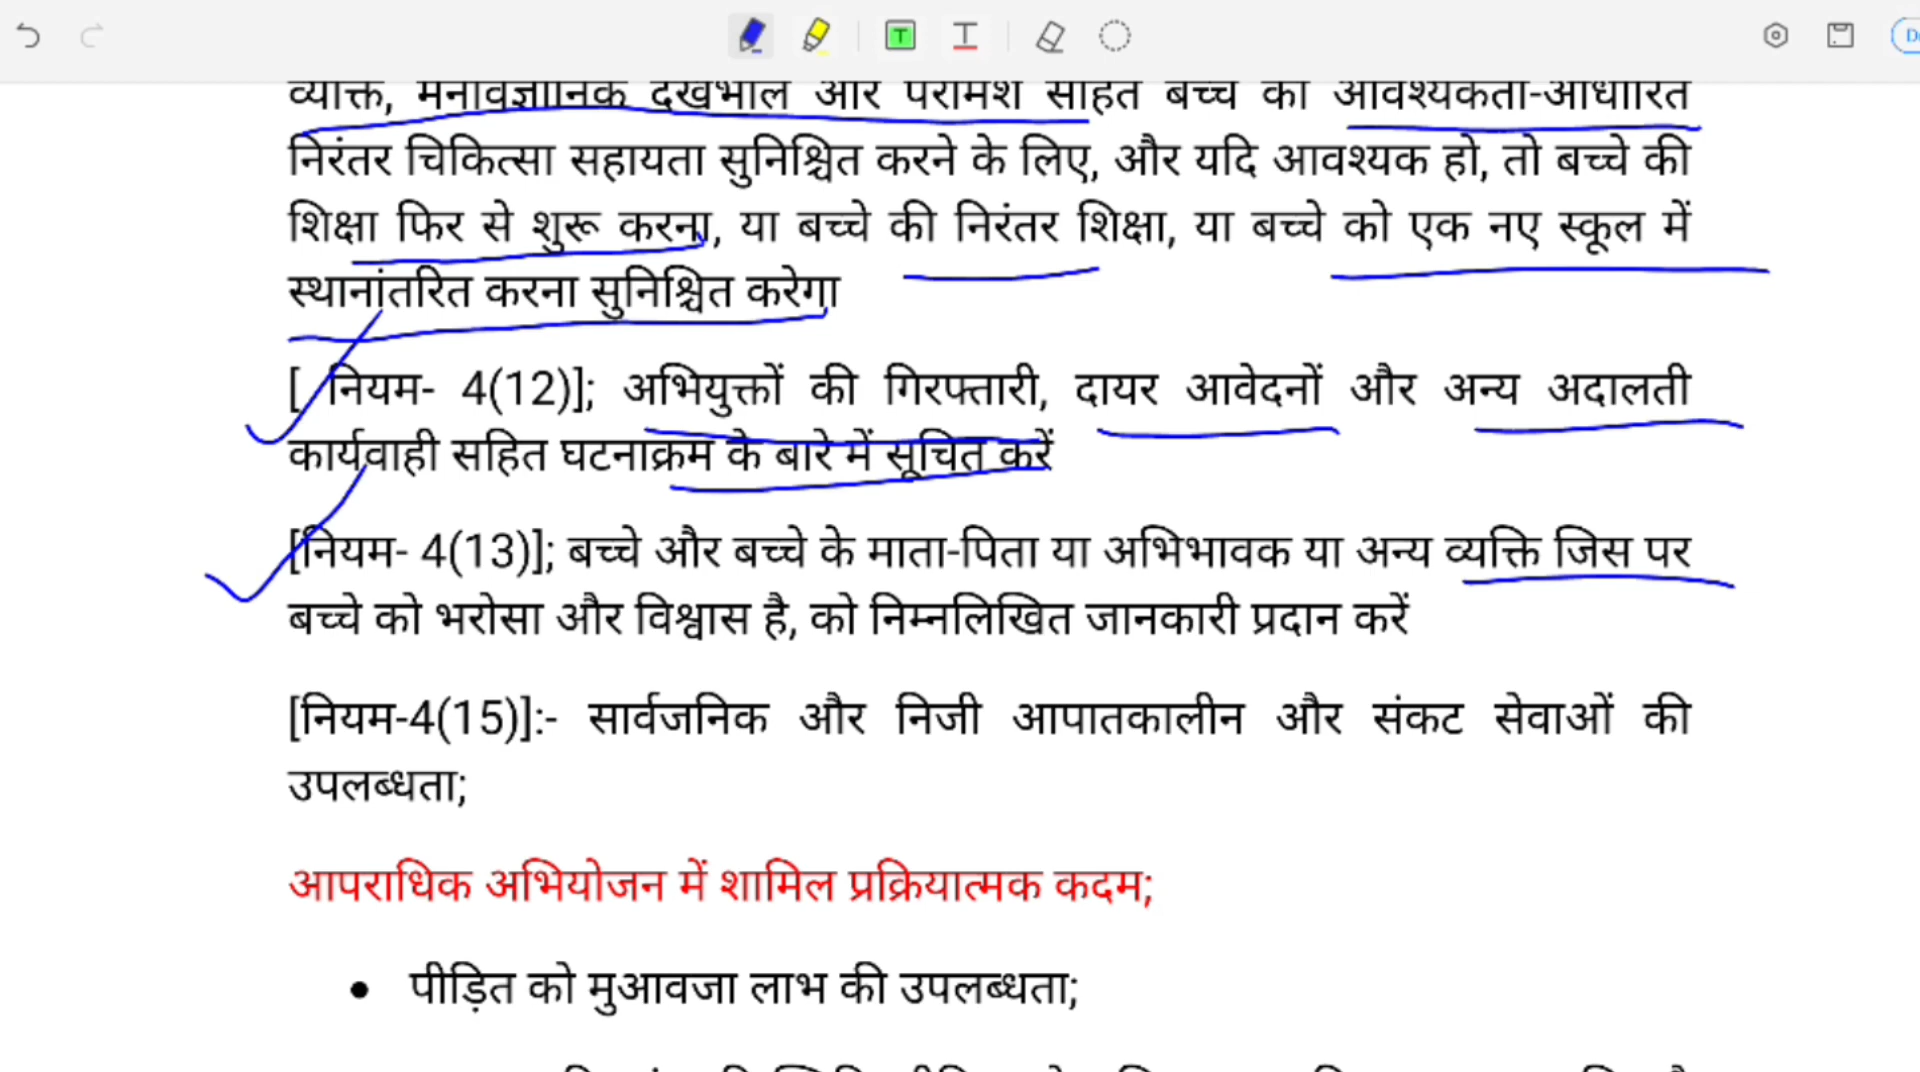 व्यक्ति, मनोवैज्ञानिक देखभाल और परामर्श सहित बच्चे की आवश्यकता-आधारित
निरंतर चिकित्सा सहायता सुनिश्चित करने के लिए, और यदि आवश्यक हो, तो बच्चे की
शिक्षा फिर से शुरू करना, या बच्चे की निरंतर शिक्षा, या बच्चे को एक नए स्कूल में
स्थानांतरित करना सुनिश्चित करेगा
[ नियम- 4(12)]; अभियुक्तों की गिरफ्तारी, दायर आवेदनों और अन्य अदालती
कार्यवाही सहित घटनाक्रम के बारे में सूचित करें
[नियम- 4(13)]; बच्चे और बच्चे के माता-पिता या अभिभावक या अन्य व्यक्ति जिस पर
बच्चे को भरोसा और विश्वास है, को निम्नलिखित जानकारी प्रदान करें
[नियम-4(15)]:- सार्वजनिक और निजी आपातकालीन और संकट सेवाओं की
उपलब्धता;
आपराधिक अभियोजन में शामिल प्रक्रियात्मक कदम;
• पीड़ित को मुआवजा लाभ की उपलब्धता;